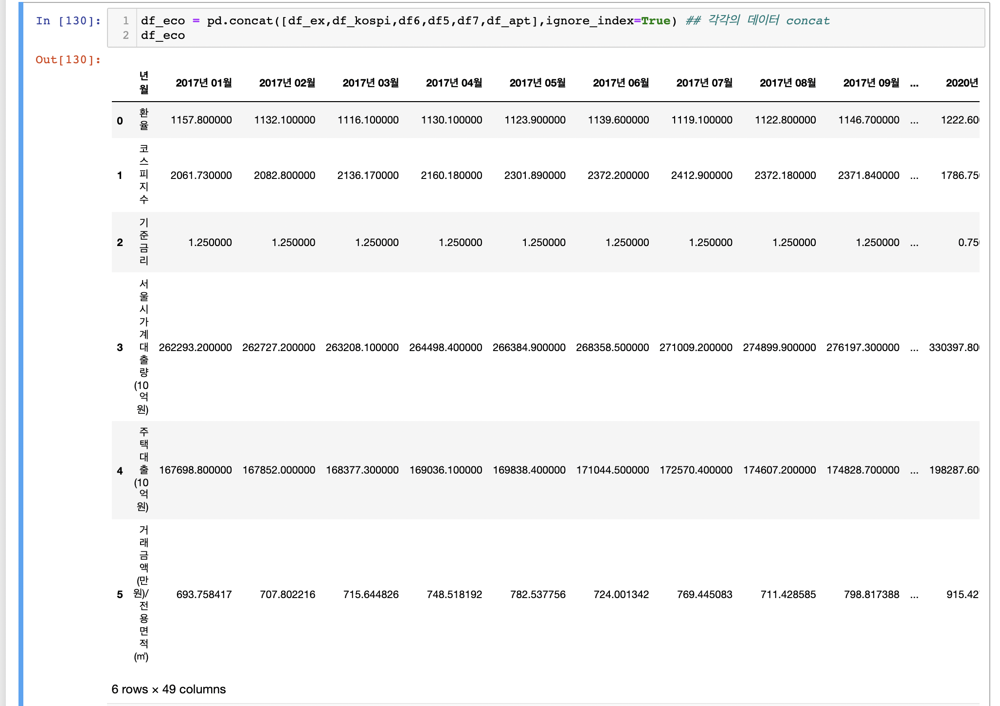 In [130]:
1 df_eco = pd.concat([df_ex,df_kospi,df6,df5,df7,df_apt],ignore_index=True) ## 각각의 데이터 concat
2 df_eco
Out[130]:
년월 2017년 01월 2017년 02월 2017년 03월 2017년 04월 2017년 05월 2017년 06월 2017년 07월 2017년 08월 2017년 09월 ... 2020년
0 환율 1157.800000 1132.100000 1116.100000 1130.100000 1123.900000 1139.600000 1119.100000 1122.800000 1146.700000 ... 1222.60
1 코스피지수 2061.730000 2082.800000 2136.170000 2160.180000 2301.890000 2372.200000 2412.900000 2372.180000 2371.840000 ... 1786.75
2 기준금리 1.250000 1.250000 1.250000 1.250000 1.250000 1.250000 1.250000 1.250000 1.250000 ... 0.75
3 서울시가계대출량(10억원) 262293.200000 262727.200000 263208.100000 264498.400000 266384.900000 268358.500000 271009.200000 274899.900000 276197.300000 ... 330397.80
4 주택대출(10억원) 167698.800000 167852.000000 168377.300000 169036.100000 169838.400000 171044.500000 172570.400000 174607.200000 174828.700000 ... 198287.60
5 거래금액(만원)/전용면적(㎡) 693.758417 707.802216 715.644826 748.518192 782.537756 724.001342 769.445083 711.428585 798.817388 ... 915.42
6 rows × 49 columns